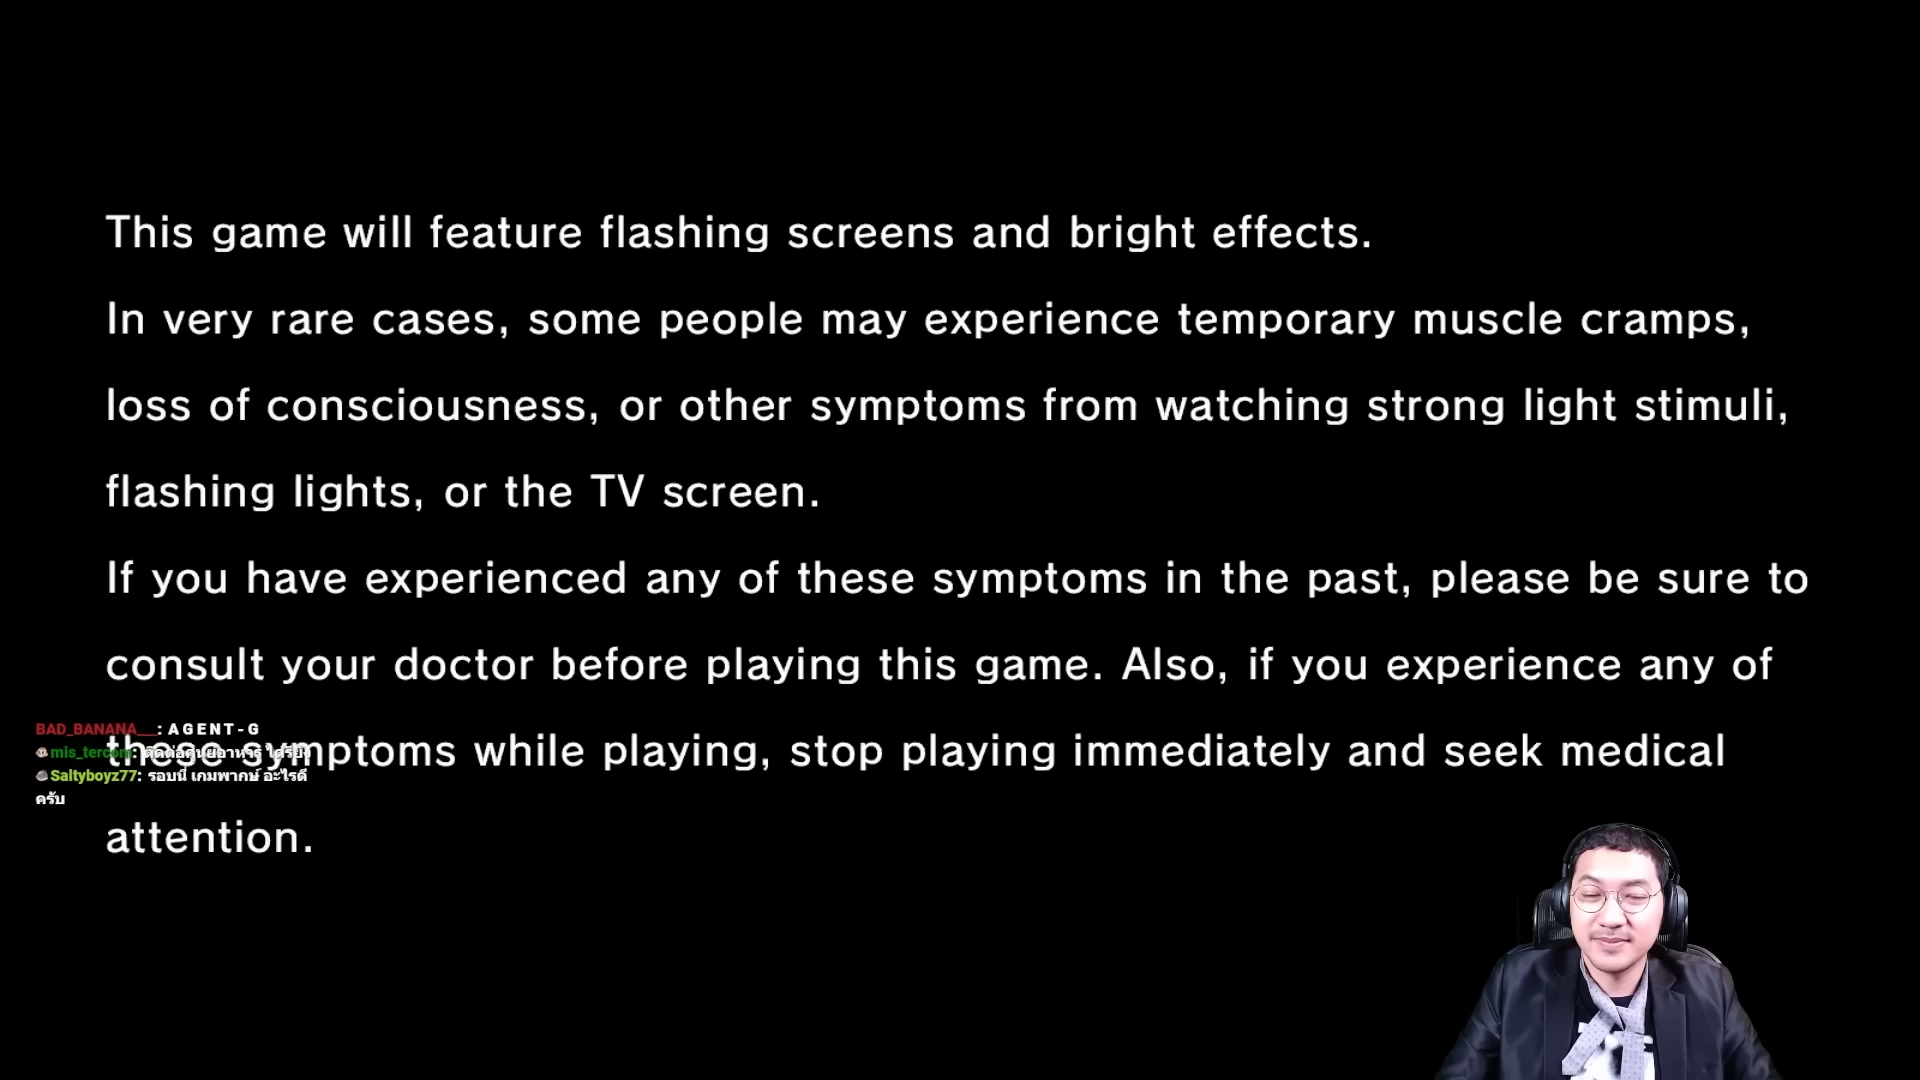 This game will feature flashing screens and bright effects.
In very rare cases, some people may experience temporary muscle cramps,
loss of consciousness, or other symptoms from watching strong light stimuli,
flashing lights, or the TV screen.
If you have experienced any of these symptoms in the past, please be sure to
consult your doctor before playing this game. Also, if you experience any of
these symptoms while playing, stop playing immediately and seek medical
attention.
BAD_BANANA__: A G E N T - G
mis_tercom:
Saltyboyz77: รอบนี้ เกมพากษ์ อะไรดี
ครับ